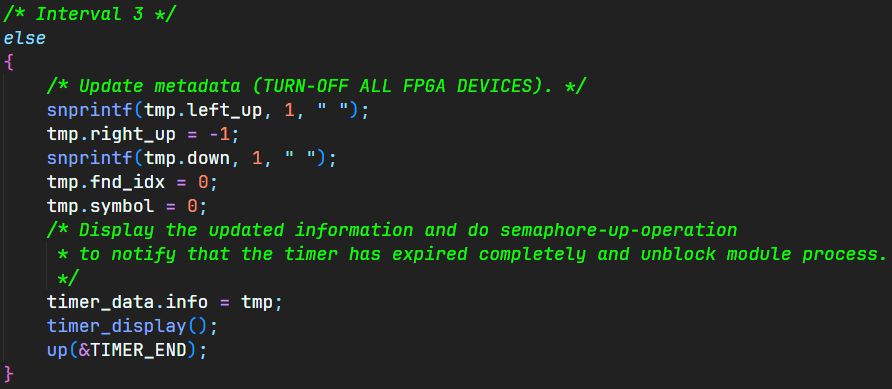 /* Interval 3 */
else
{
/* Update metadata (TURN-OFF ALL FPGA DEVICES). */
snprintf(tmp.left_up, 1, " ");
tmp.right_up = -1;
snprintf(tmp.down, 1, " ");
tmp.fnd_idx = 0;
tmp.symbol = 0;
/* Display the updated information and do semaphore-up-operation
* to notify that the timer has expired completely and unblock module process.
*/
timer_data.info = tmp;
timer_display();
up(&TIMER_END);
}